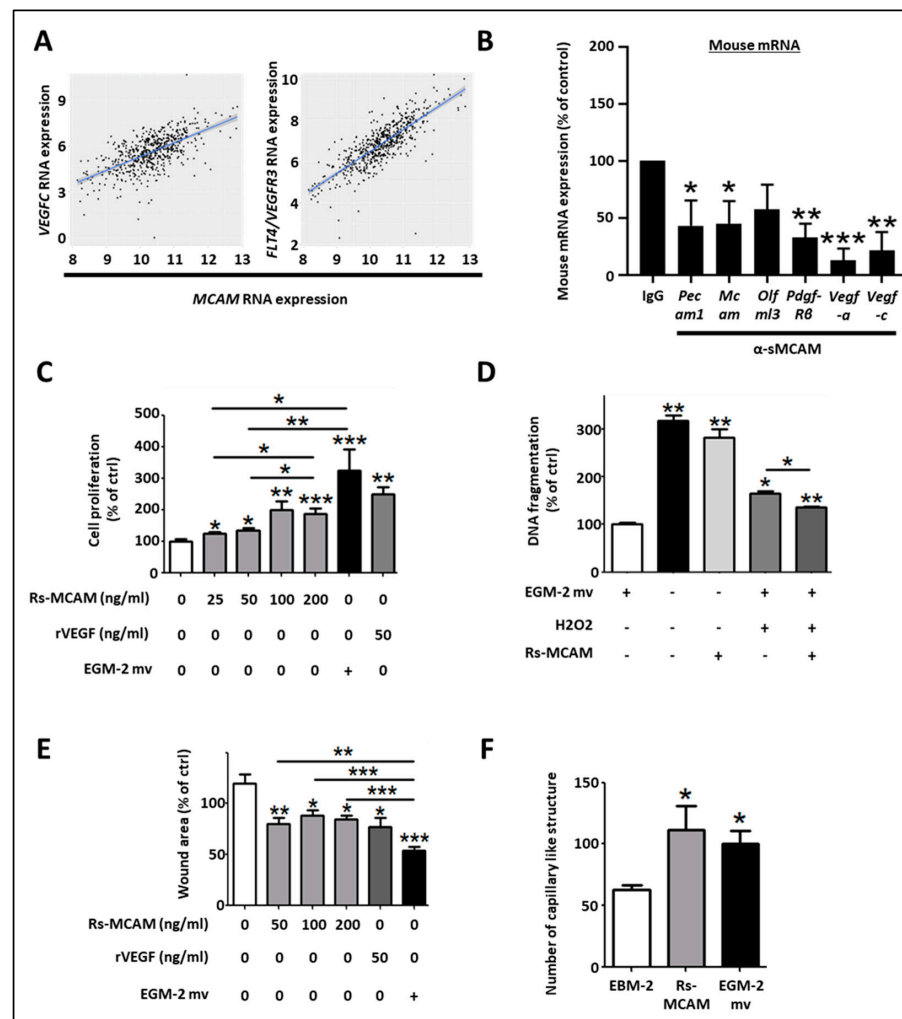 A
VEGFC RNA expression
9
6
3
0
8 9 10 11 12 13
FLT4/VEGFR3 RNA expression
10
8
6
4
2
8 9 10 11 12 13
MCAM RNA expression
B
Mouse mRNA
Mouse mRNA expression (% of control)
200
150
100
50
0
* * ** *** **
IgG Pec Mc Olf Pdgf- Vegf Vegf
am1 am ml3 Rß -a -c
α-sMCAM
C
Cell proliferation
(% of ctrl)
500
400
300
200
100
0
*
**
*
*
* * ** *** *** **
Rs-MCAM (ng/ml) 0 25 50 100 200 0 0
rVEGF (ng/ml) 0 0 0 0 0 0 50
EGM-2 mv 0 0 0 0 0 + 0
D
DNA fragmentation
(% of ctrl)
300
200
100
0
** ** * **
*
EGM-2 mv + - - + +
H2O2 - - - + +
Rs-MCAM - - + - +
E
Wound area (% of ctrl)
100
50
0
**
***
***
** * * * ***
Rs-MCAM (ng/ml) 0 50 100 200 0 0
rVEGF (ng/ml) 0 0 0 0 50 0
EGM-2 mv 0 0 0 0 0 +
F
Number of capillary like structure
150
100
50
0
* *
EBM-2 Rs- EGM-2
MCAM mv